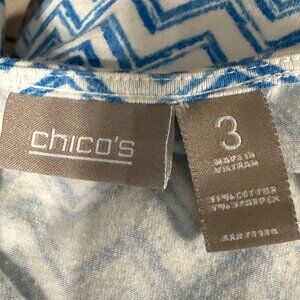 chico's
3
MADE IN
VIETNAM
95% COTTON
5% SPANDEX